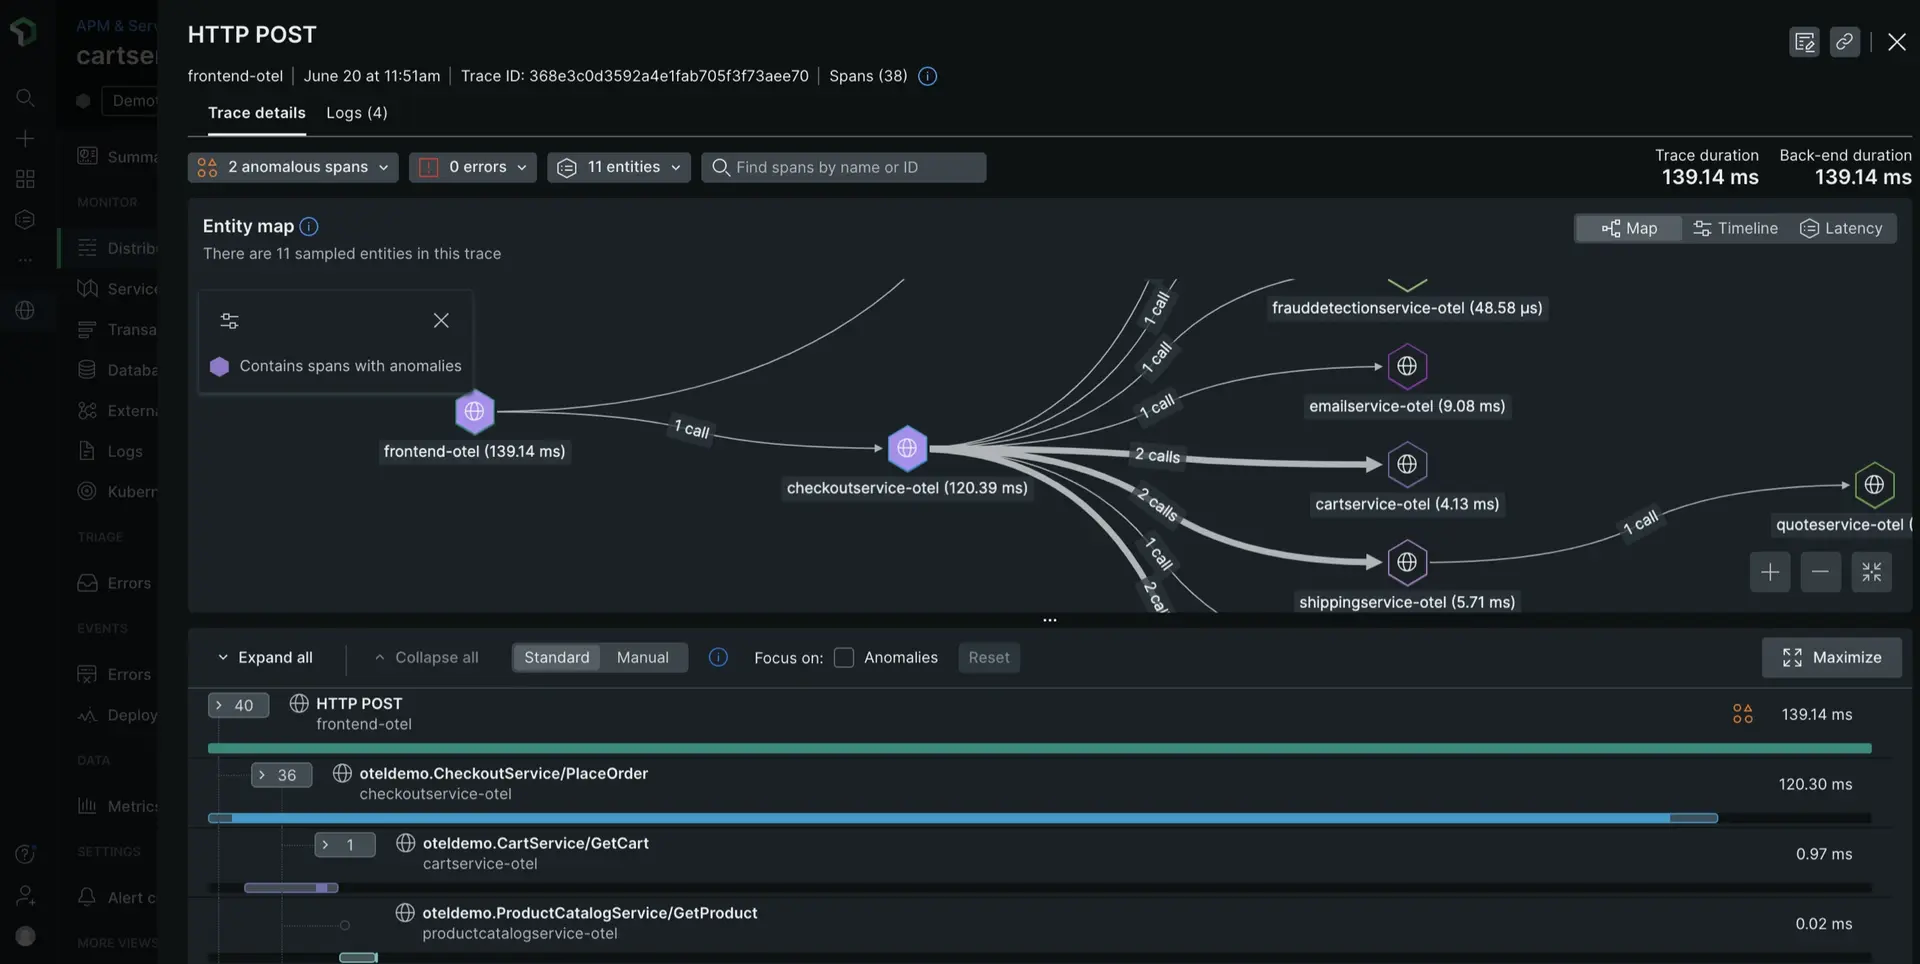 APM & Serv
cartser
Demot
Summa
MONITOR
Distrib
Service
Transa
Databa
Externa
Logs
Kubern
TRIAGE
Errors
EVENTS
Errors
Deploy
DATA
Metrics
SETTINGS
Alert c
MORE VIEWS
HTTP POST
frontend-otel | June 20 at 11:51am | Trace ID: 368e3c0d3592a4e1fab705f3f73aee70 | Spans (38)
Trace details Logs (4)
2 anomalous spans 0 errors 11 entities Find spans by name or ID
Trace duration Back-end duration
139.14 ms 139.14 ms
Entity map
There are 11 sampled entities in this trace
Map Timeline Latency
Contains spans with anomalies
frontend-otel (139.14 ms)
1 call
checkoutservice-otel (120.39 ms)
1 call
1 call
1 call
2 calls
2 calls
1 call
2 cal
frauddetectionservice-otel (48.58 µs)
emailservice-otel (9.08 ms)
cartservice-otel (4.13 ms)
shippingservice-otel (5.71 ms)
1 call
quoteservice-otel (
Expand all Collapse all Standard Manual Focus on: Anomalies Reset Maximize
40 HTTP POST 139.14 ms
frontend-otel
36 oteldemo.CheckoutService/PlaceOrder 120.30 ms
checkoutservice-otel
1 oteldemo.CartService/GetCart 0.97 ms
cartservice-otel
oteldemo.ProductCatalogService/GetProduct 0.02 ms
productcatalogservice-otel